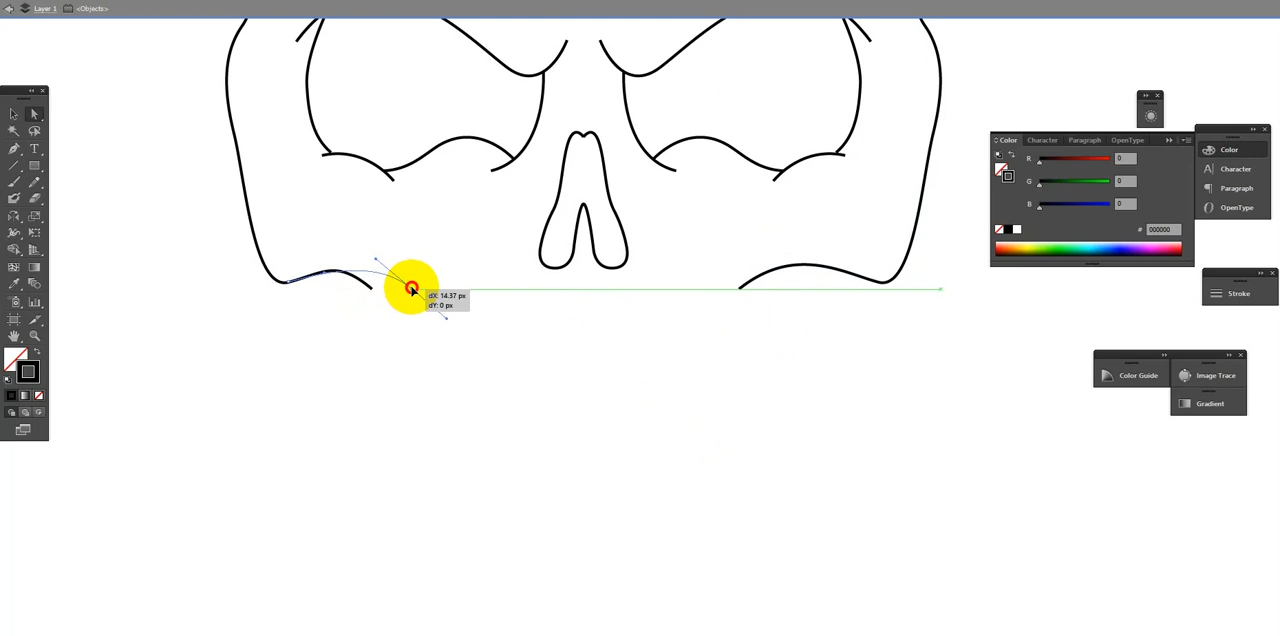 Layer 1 <Objects>
Color Character Paragraph OpenType
R 0
G 0
B 0
# 000000
Color
Character
Paragraph
OpenType
Stroke
dX: 14.37 px
dY: 0 px
Color Guide
Image Trace
Gradient